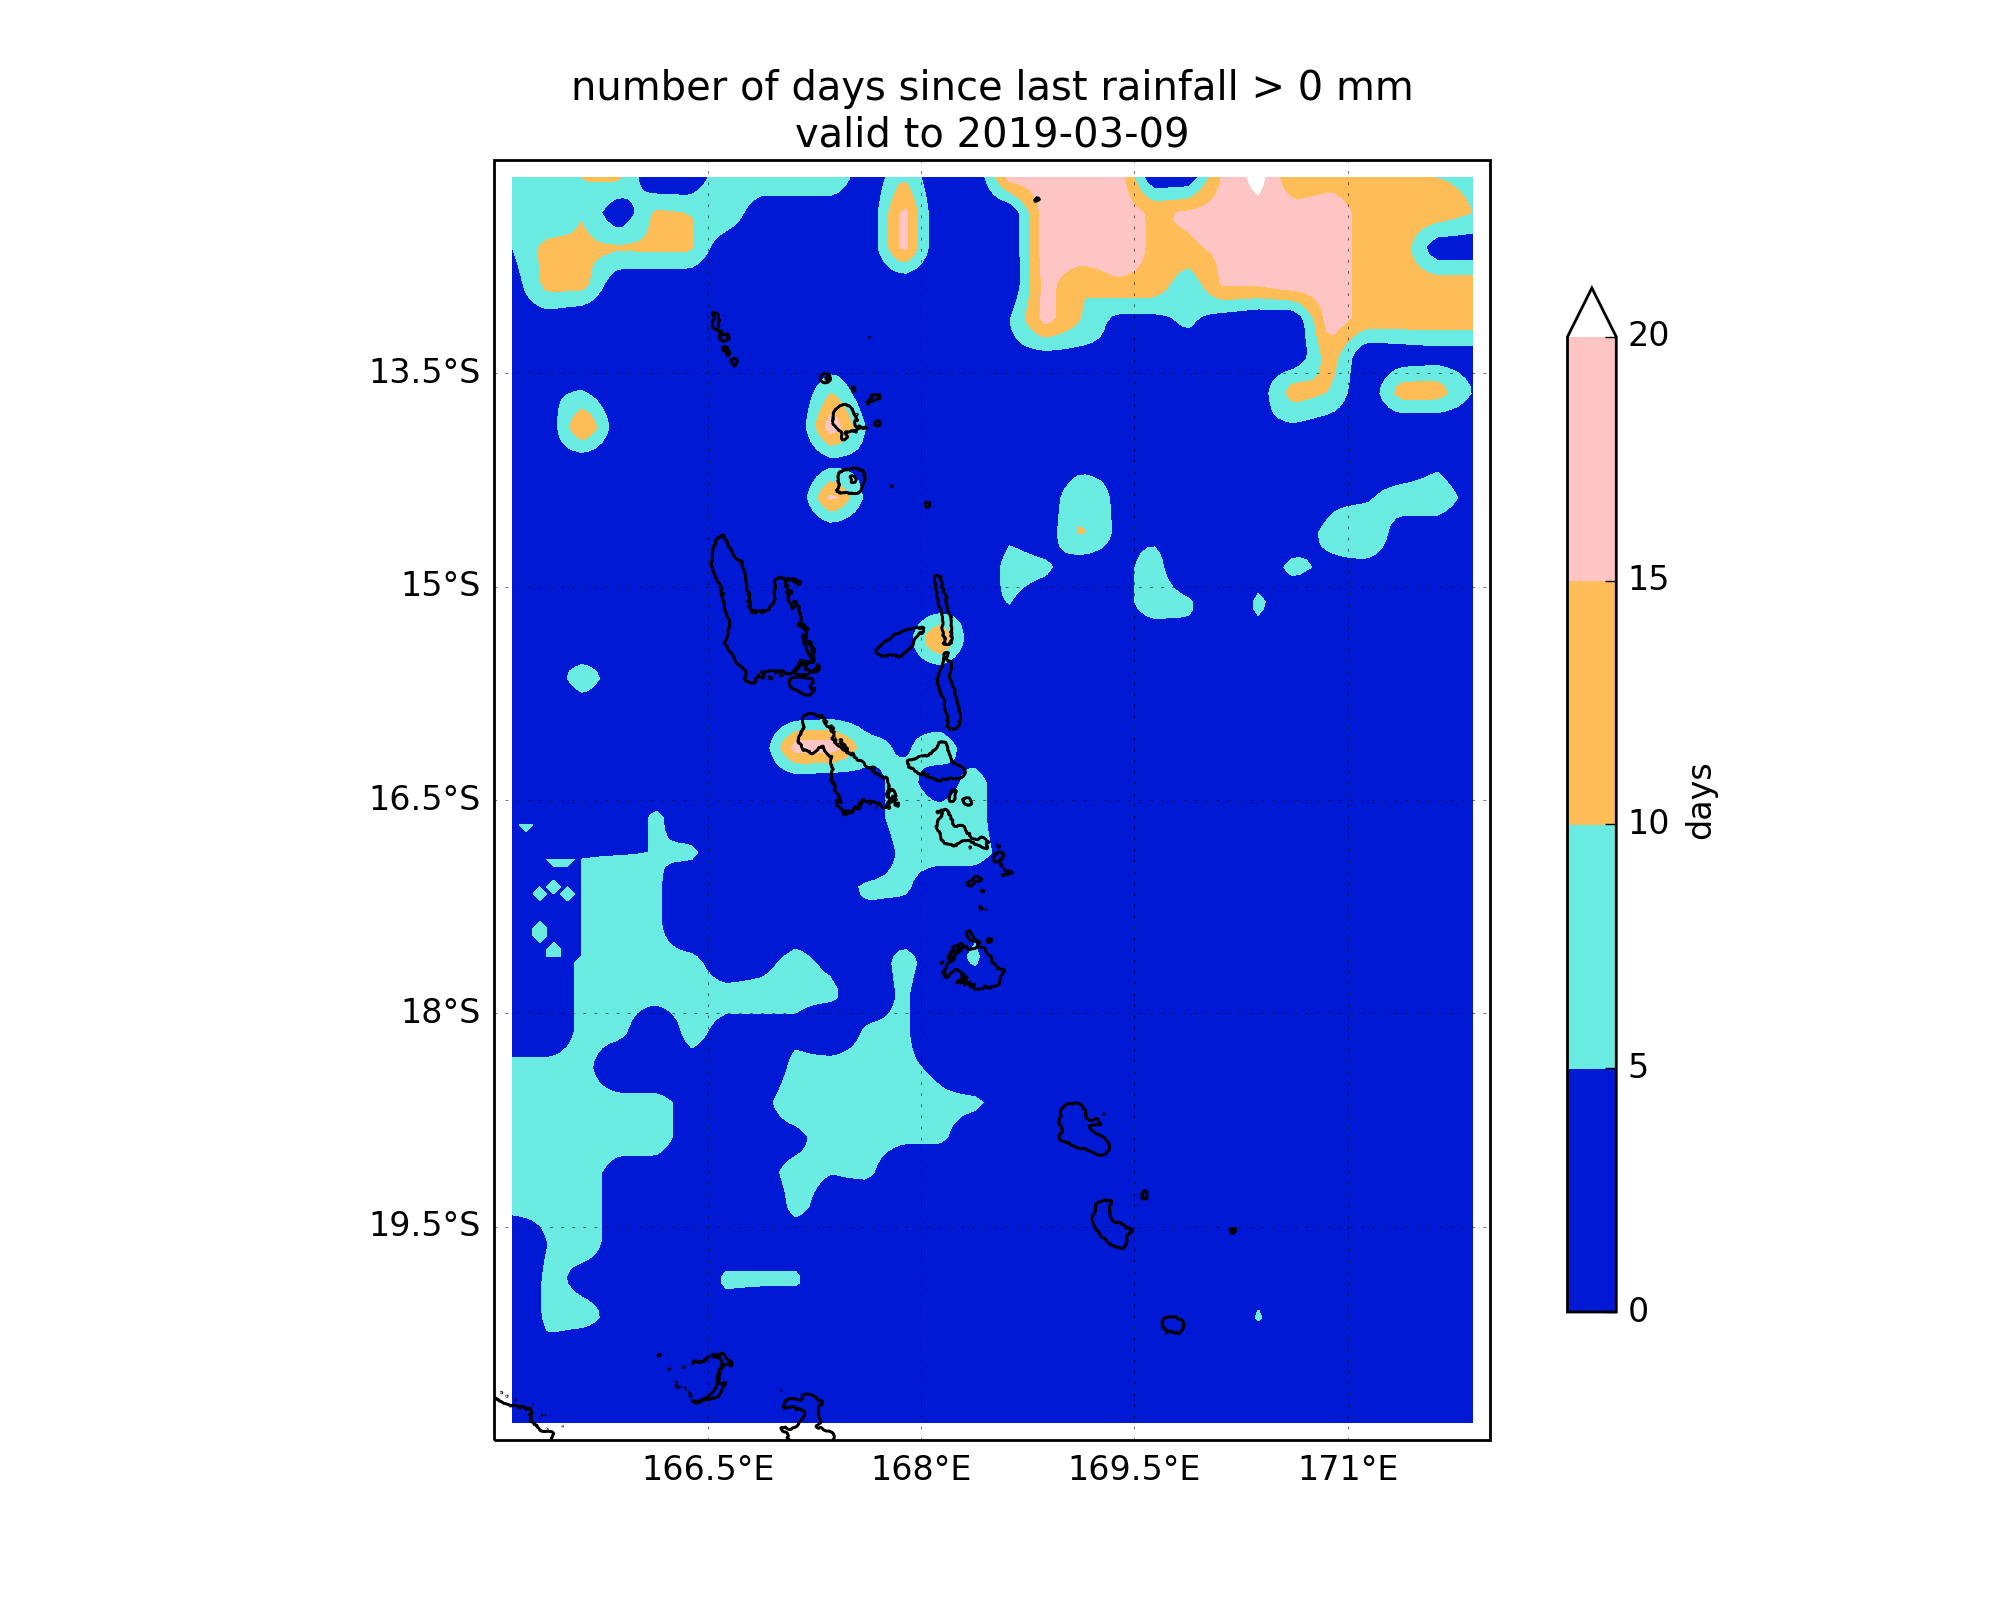 number of days since last rainfall > 0 mm
valid to 2019-03-09
13.5°S
15°S
16.5°S
18°S
19.5°S
166.5°E
168°E
169.5°E
171°E
20
15
10
5
0
days